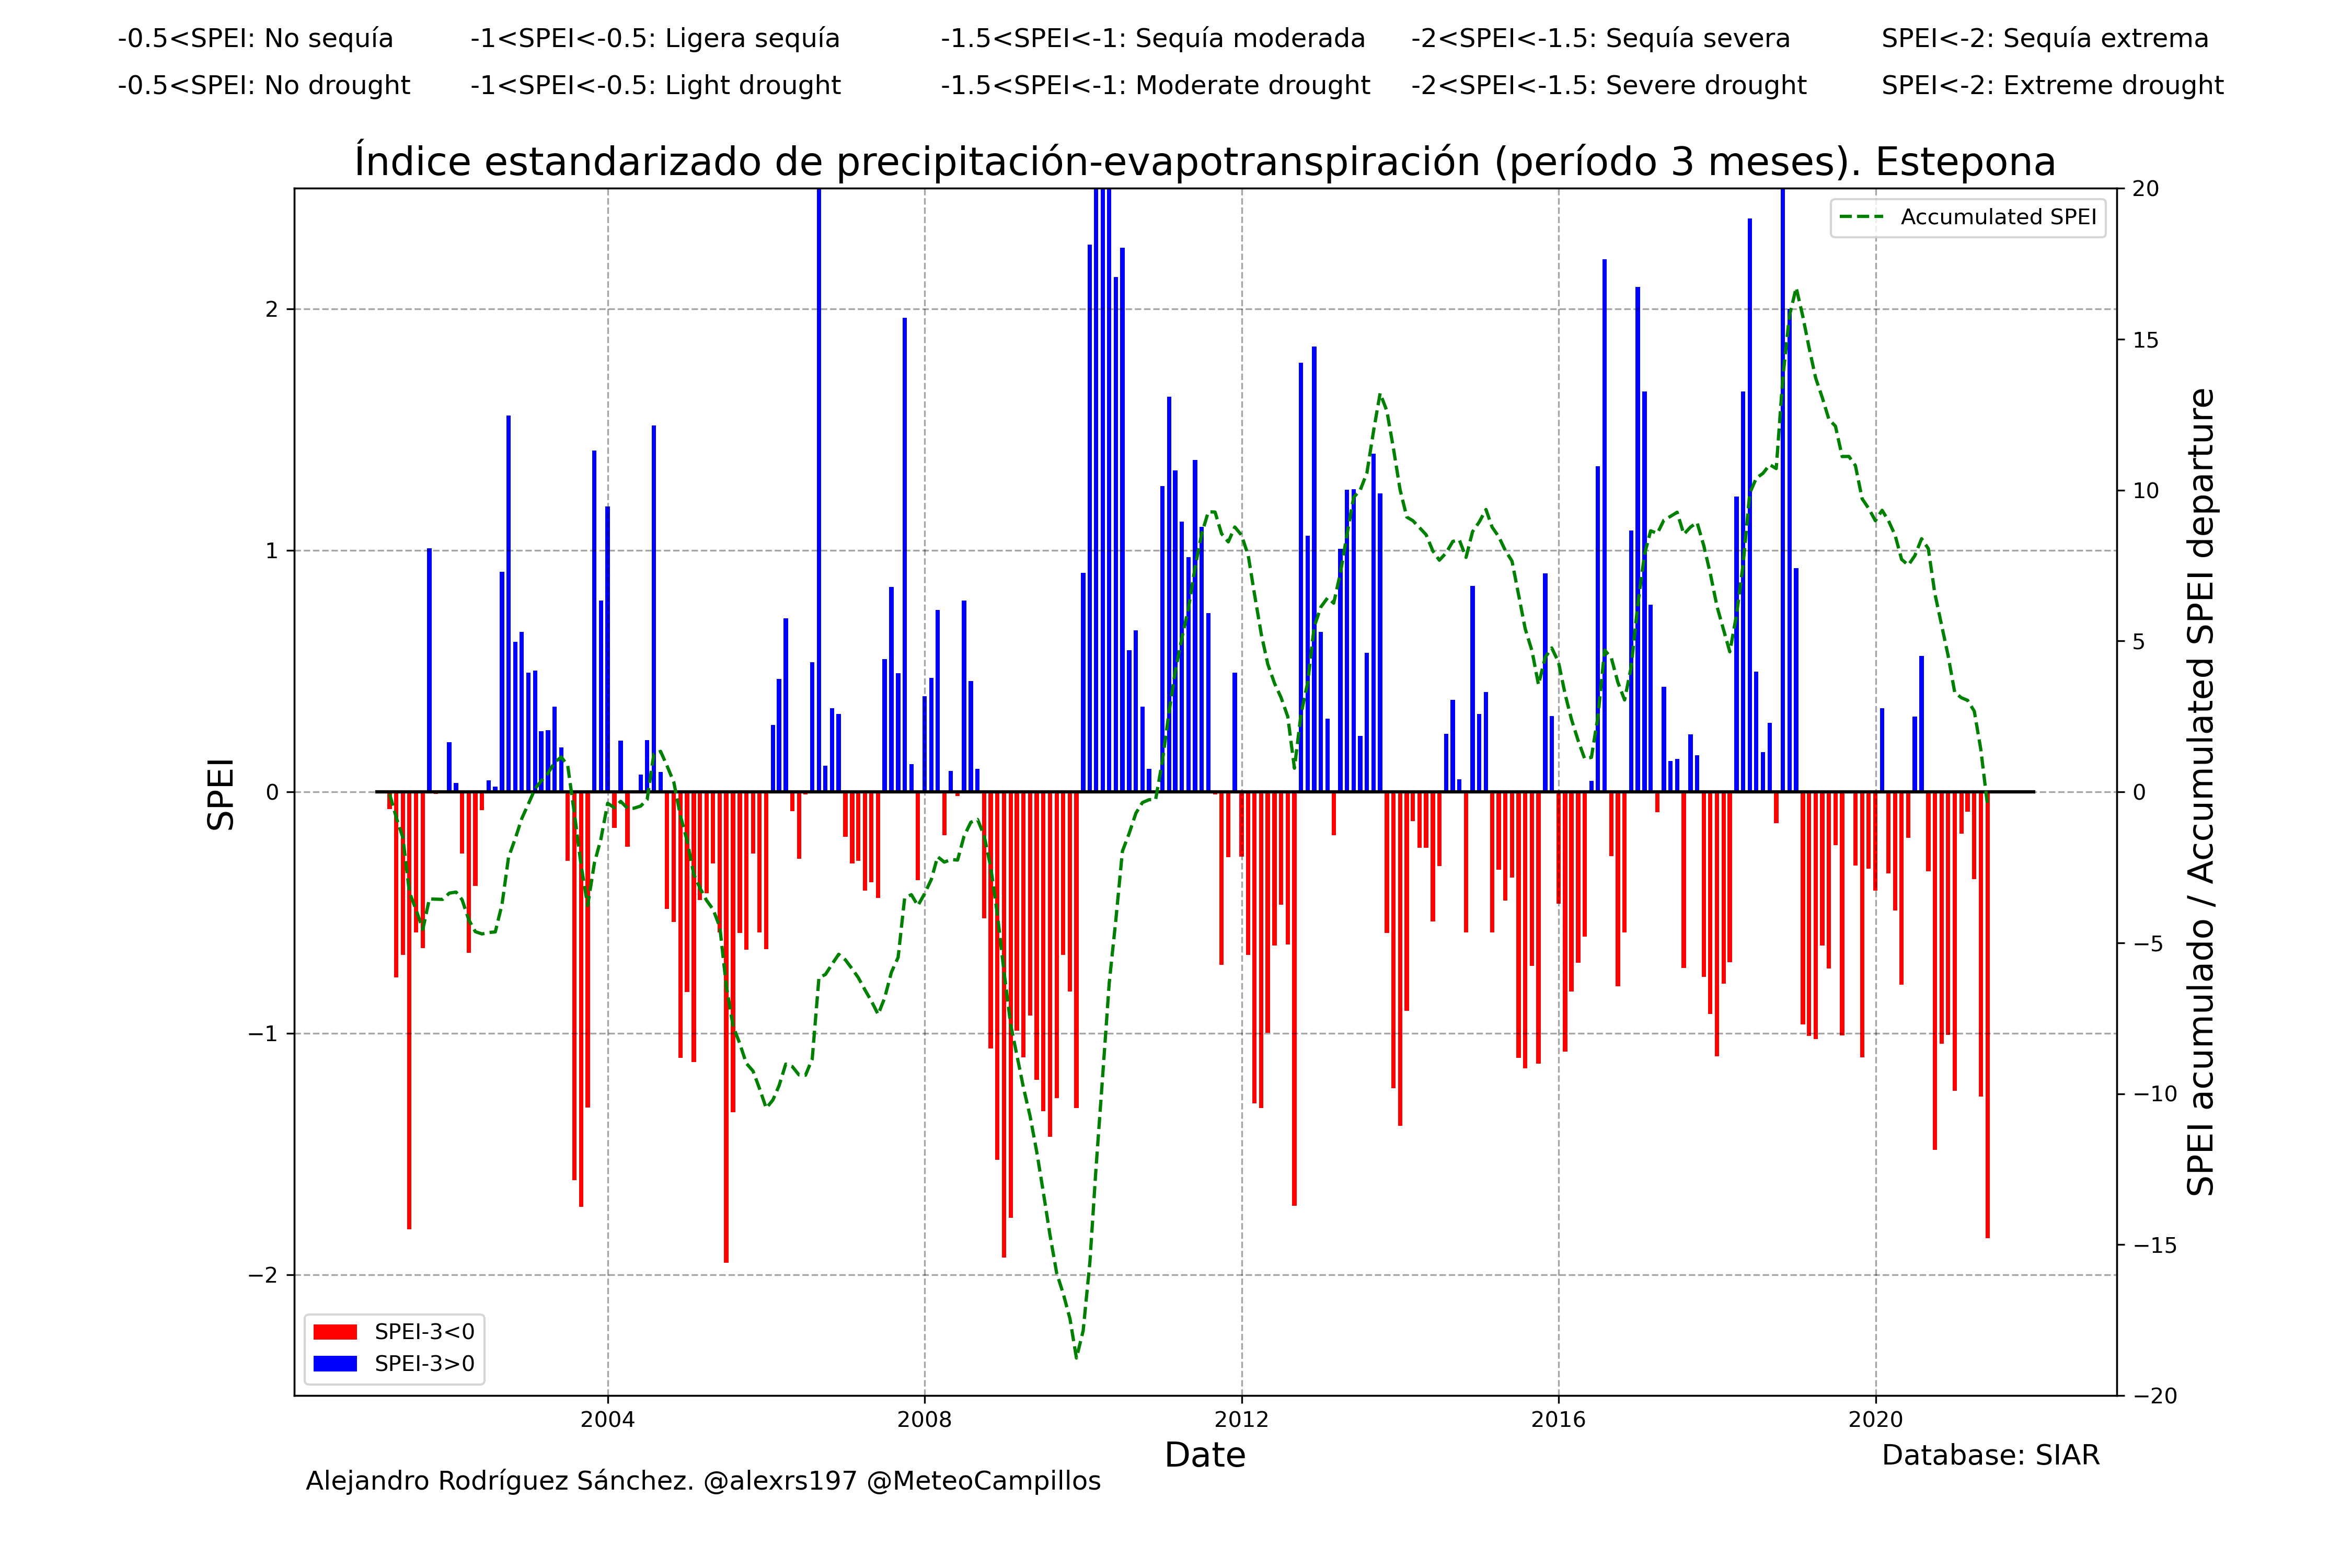 -0.5<SPEI: No sequía -1<SPEI<-0.5: Ligera sequía -1.5<SPEI<-1: Sequía moderada -2<SPEI<-1.5: Sequía severa SPEI<-2: Sequía extrema
-0.5<SPEI: No drought -1<SPEI<-0.5: Light drought -1.5<SPEI<-1: Moderate drought -2<SPEI<-1.5: Severe drought SPEI<-2: Extreme drought
Índice estandarizado de precipitación-evapotranspiración (período 3 meses). Estepona
Accumulated SPEI
SPEI
2
1
0
−1
−2
20
15
10
5
0
−5
−10
−15
−20
SPEI acumulado / Accumulated SPEI departure
SPEI-3<0
SPEI-3>0
2004 2008 2012 2016 2020
Date
Database: SIAR
Alejandro Rodríguez Sánchez. @alexrs197 @MeteoCampillos